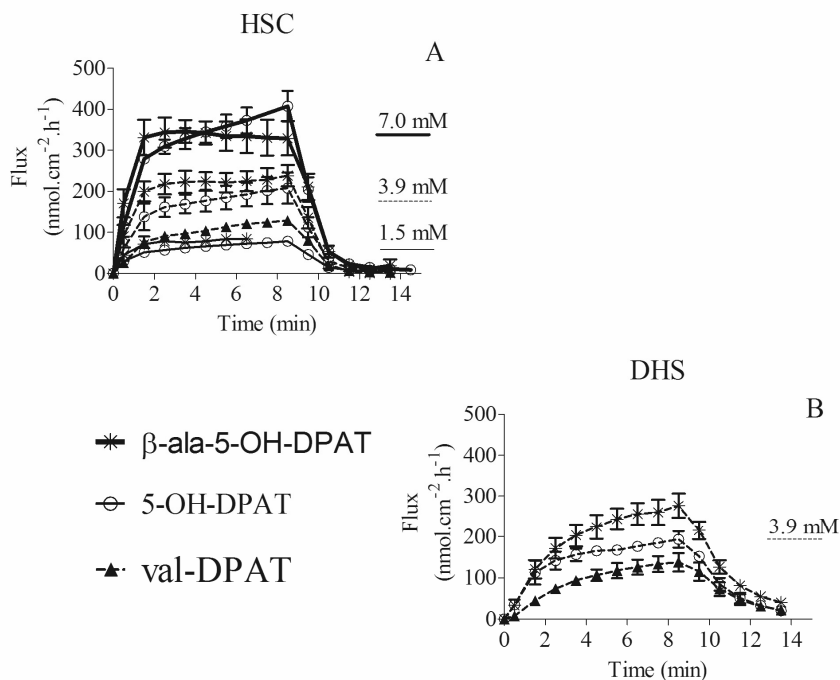 HSC
A
Flux
(nmol.cm⁻².h⁻¹)
500
400
300
200
100
0
7.0 mM
3.9 mM
1.5 mM
0 2 4 6 8 10 12 14
Time (min)
β-ala-5-OH-DPAT
5-OH-DPAT
val-DPAT
DHS
B
Flux
(nmol.cm⁻².h⁻¹)
500
400
300
200
100
0
3.9 mM
0 2 4 6 8 10 12 14
Time (min)